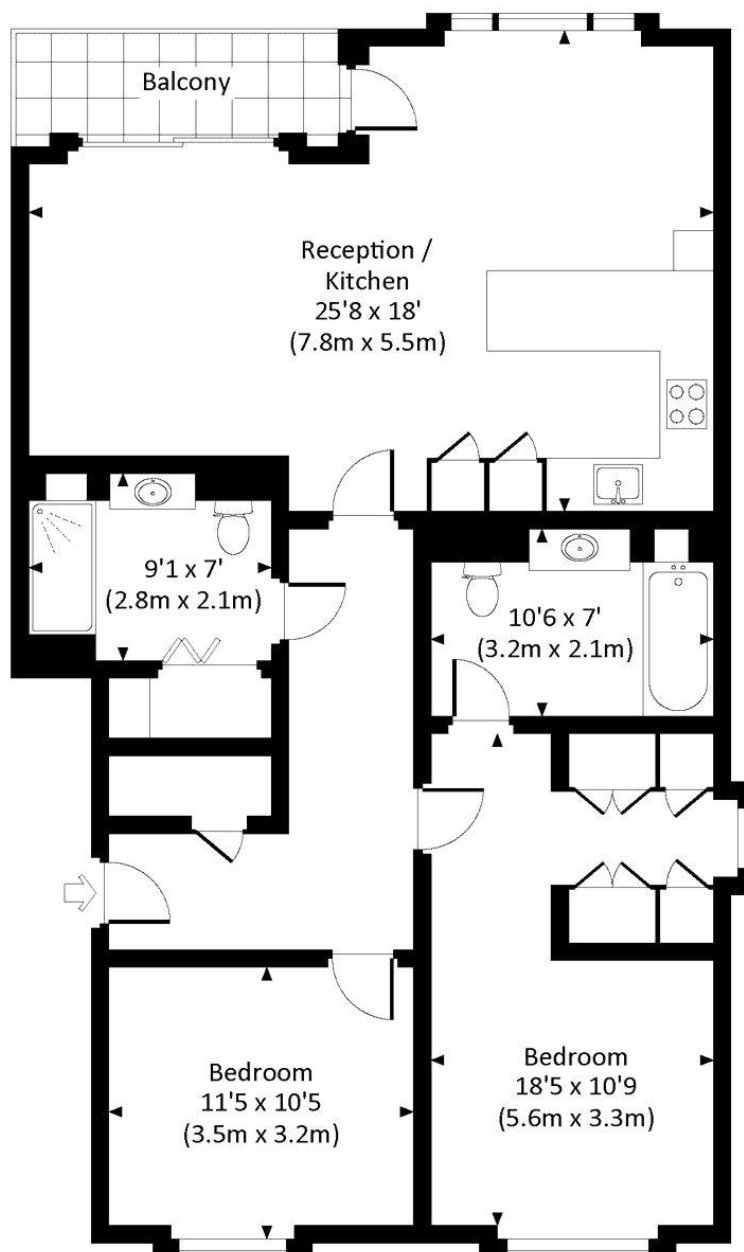 Balcony
Reception /
Kitchen
25'8 x 18'
(7.8m x 5.5m)
9'1 x 7'
(2.8m x 2.1m)
10'6 x 7'
(3.2m x 2.1m)
Bedroom
11'5 x 10'5
(3.5m x 3.2m)
Bedroom
18'5 x 10'9
(5.6m x 3.3m)